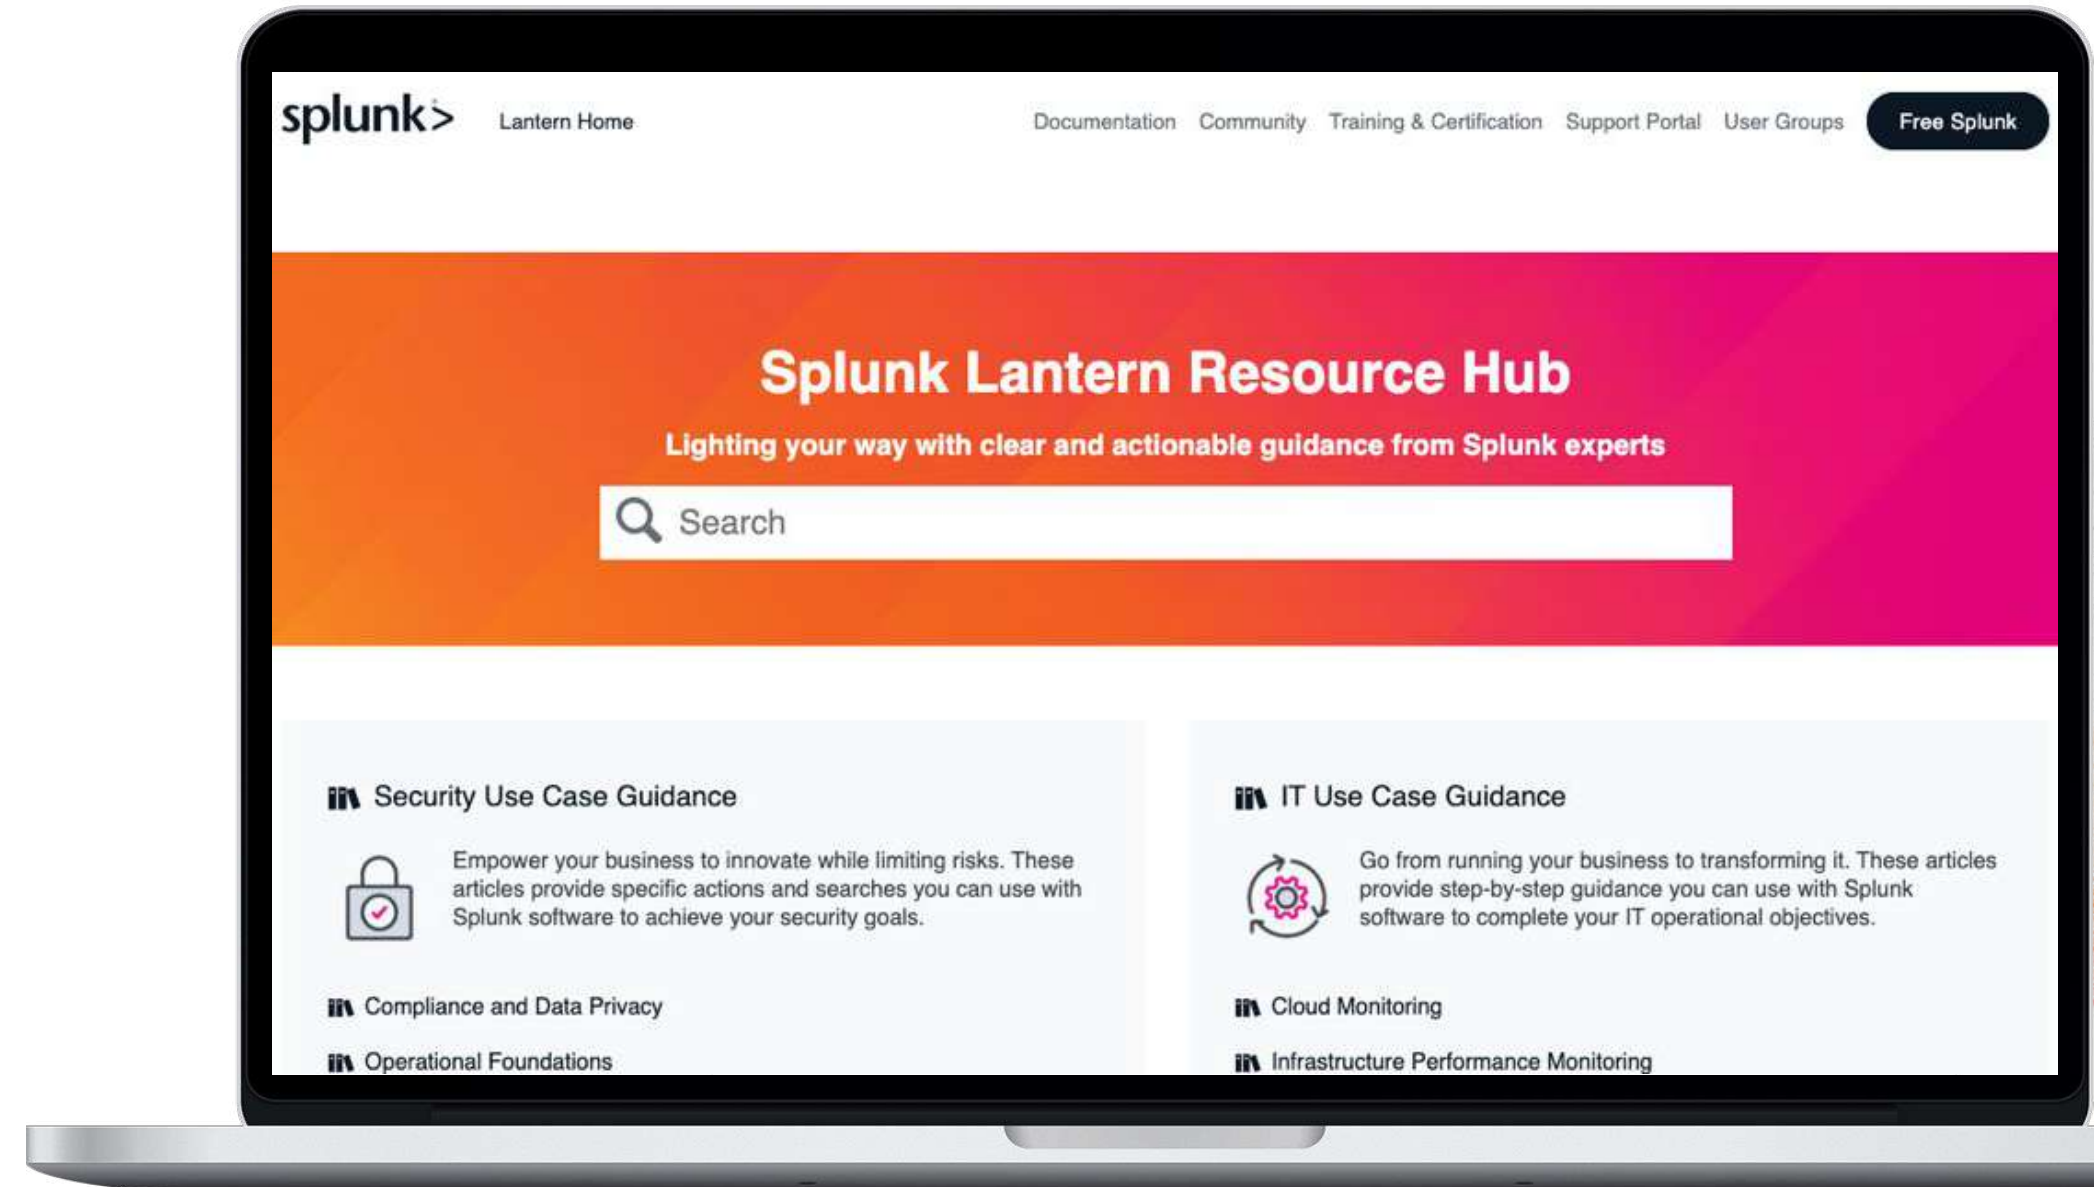 splunk>
Lantern Home
Documentation
Community
Training & Certification
Support Portal
User Groups
Free Splunk
Splunk Lantern Resource Hub
Lighting your way with clear and actionable guidance from Splunk experts
Search
Security Use Case Guidance
Empower your business to innovate while limiting risks. These
articles provide specific actions and searches you can use with
Splunk software to achieve your security goals.
Compliance and Data Privacy
Operational Foundations
IT Use Case Guidance
Go from running your business to transforming it. These articles
provide step-by-step guidance you can use with Splunk
software to complete your IT operational objectives.
Cloud Monitoring
Infrastructure Performance Monitoring